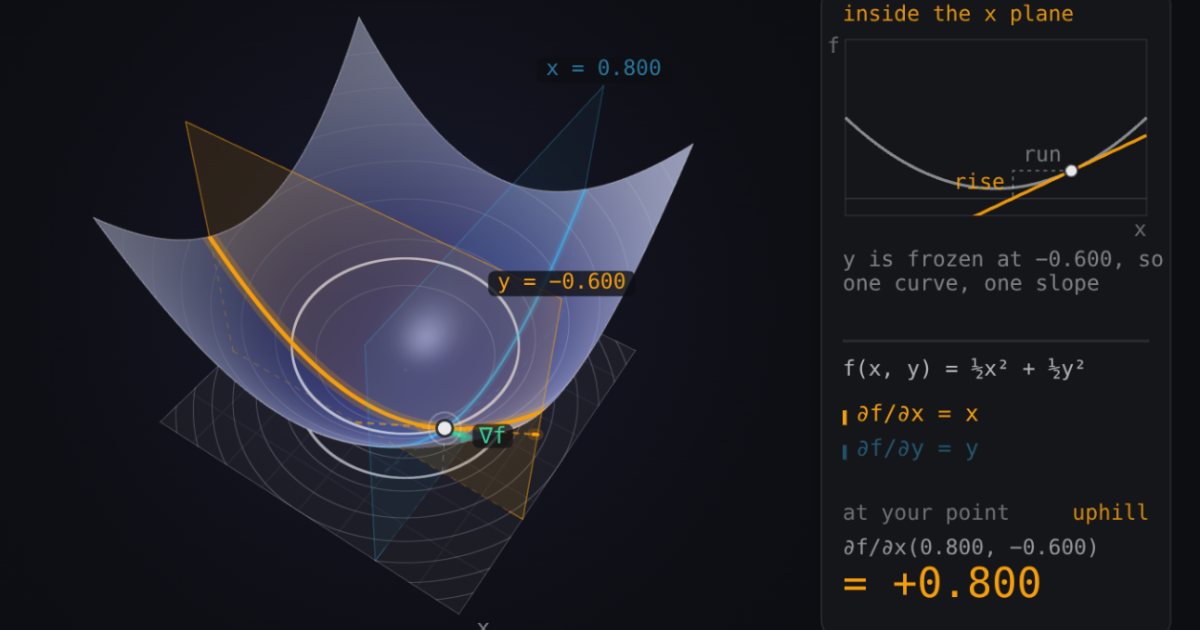 x = 0.800
y = −0.600
∇f
x
inside the x plane
f
run
rise
x
y is frozen at −0.600, so
one curve, one slope
f(x, y) = ½x² + ½y²
∂f/∂x = x
∂f/∂y = y
at your point uphill
∂f/∂x(0.800, −0.600)
= +0.800